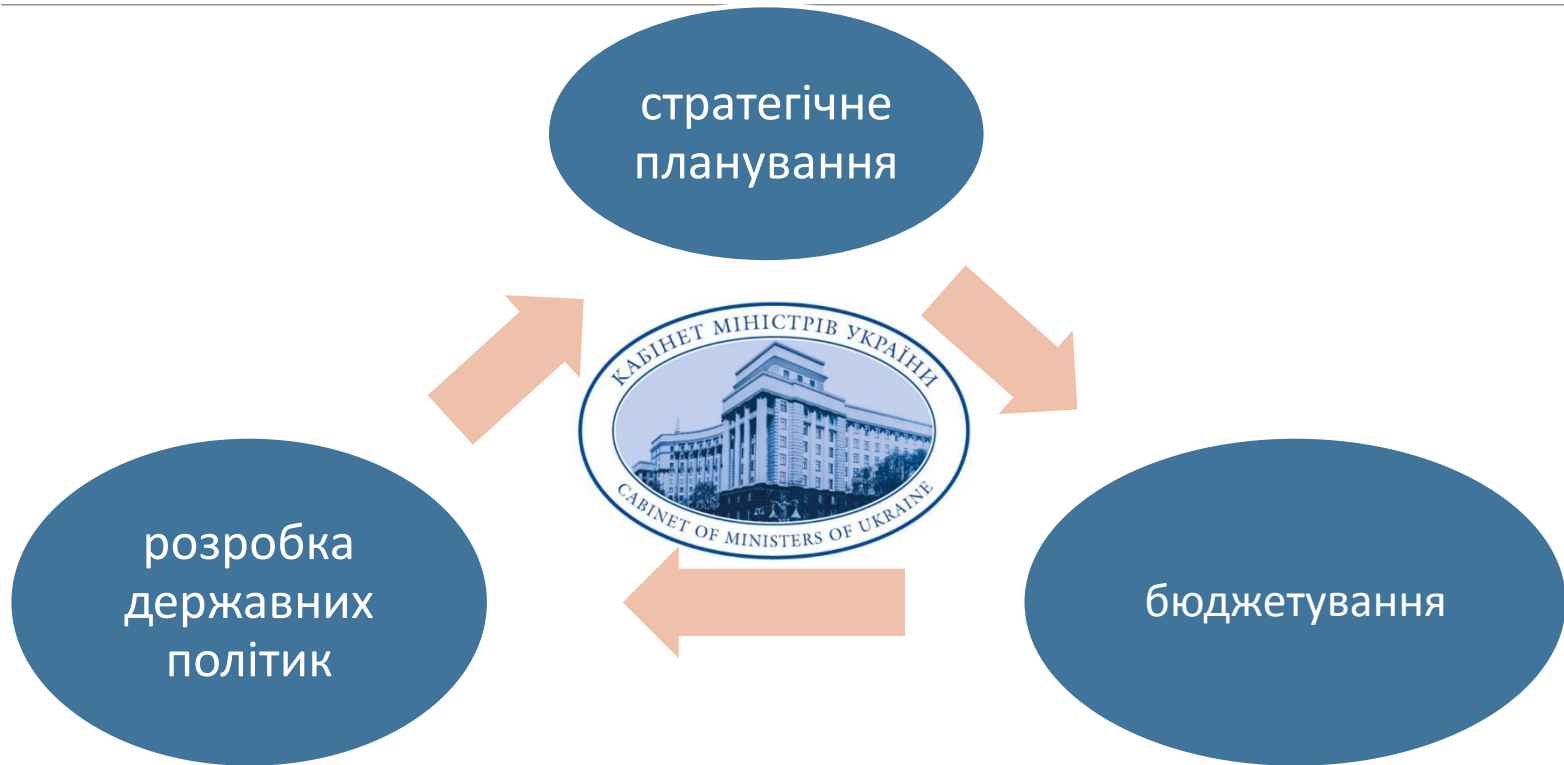 стратегічне
планування
КАБІНЕТ МІНІСТРІВ УКРАЇНИ
CABINET OF MINISTERS OF UKRAINE
розробка
державних
політик
бюджетування